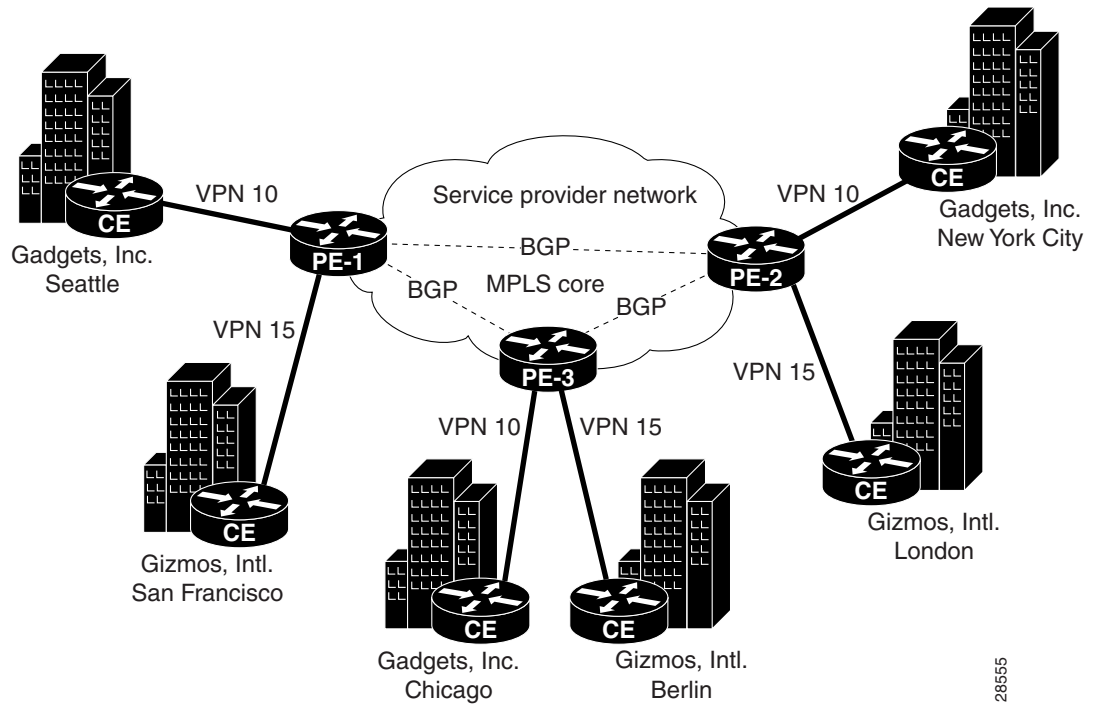 VPN 10
CE
Gadgets, Inc.
Seattle
Service provider network
PE-1
BGP
MPLS core
BGP
BGP
PE-2
PE-3
VPN 10
CE
Gadgets, Inc.
New York City
VPN 15
CE
Gizmos, Intl.
San Francisco
VPN 10
VPN 15
CE
Gadgets, Inc.
Chicago
CE
Gizmos, Intl.
Berlin
VPN 15
CE
Gizmos, Intl.
London
28555